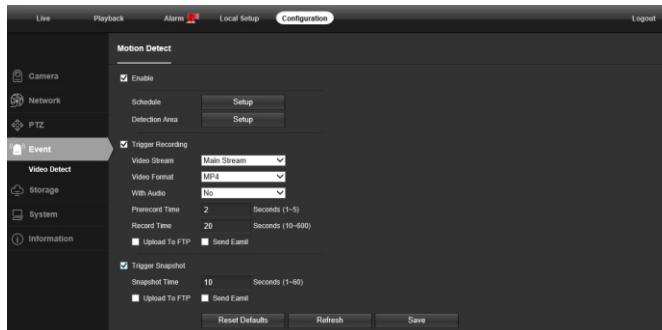 Live Playback Alarm Local Setup Configuration Logout
Motion Detect
Camera
Network
PTZ
Event
Video Detect
Storage
System
Information
Enable
Schedule Setup
Detection Area Setup
Trigger Recording
Video Stream Main Stream
Video Format MP4
With Audio No
Prerecord Time 2 Seconds (1~5)
Record Time 20 Seconds (10~600)
Upload To FTP Send Eamil
Trigger Snapshot
Snapshot Time 10 Seconds (1~60)
Upload To FTP Send Eamil
Reset Defaults Refresh Save